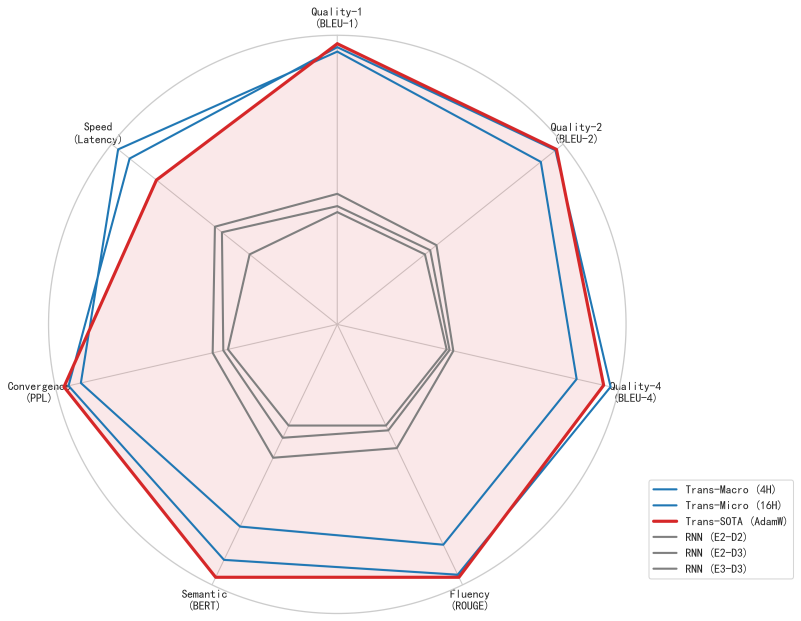 Quality-1
(BLEU-1)
Speed
(Latency)
Quality-2
(BLEU-2)
Convergenc
(PPL)
Quality-4
(BLEU-4)
Semantic
(BERT)
Fluency
(ROUGE)
Trans-Macro (4H)
Trans-Micro (16H)
Trans-SOTA (AdamW)
RNN (E2-D2)
RNN (E2-D3)
RNN (E3-D3)